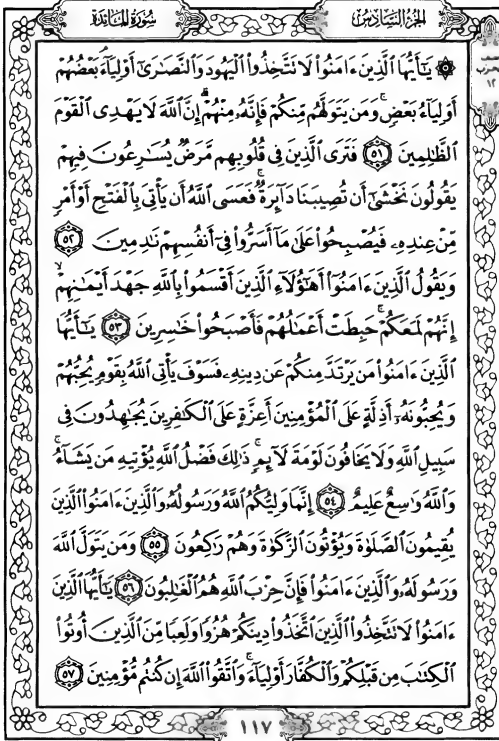 الجزء السادس
سورة المائدة
۞ يَٰٓأَيُّهَا ٱلَّذِينَ ءَامَنُوا۟ لَا تَتَّخِذُوا۟ ٱلْيَهُودَ وَٱلنَّصَٰرَىٰٓ أَوْلِيَآءَ ۘ بَعْضُهُمْ
أَوْلِيَآءُ بَعْضٍ ۚ وَمَن يَتَوَلَّهُم مِّنكُمْ فَإِنَّهُۥ مِنْهُمْ ۗ إِنَّ ٱللَّهَ لَا يَهْدِى ٱلْقَوْمَ
ٱلظَّٰلِمِينَ ٥١ فَتَرَى ٱلَّذِينَ فِى قُلُوبِهِم مَّرَضٌ يُسَٰرِعُونَ فِيهِمْ
يَقُولُونَ نَخْشَىٰٓ أَن تُصِيبَنَا دَآئِرَةٌ ۚ فَعَسَى ٱللَّهُ أَن يَأْتِىَ بِٱلْفَتْحِ أَوْ أَمْرٍ
مِّنْ عِندِهِۦ فَيُصْبِحُوا۟ عَلَىٰ مَآ أَسَرُّوا۟ فِىٓ أَنفُسِهِمْ نَٰدِمِينَ ٥٢
وَيَقُولُ ٱلَّذِينَ ءَامَنُوٓا۟ أَهَٰٓؤُلَآءِ ٱلَّذِينَ أَقْسَمُوا۟ بِٱللَّهِ جَهْدَ أَيْمَٰنِهِمْ ۙ
إِنَّهُمْ لَمَعَكُمْ ۚ حَبِطَتْ أَعْمَٰلُهُمْ فَأَصْبَحُوا۟ خَٰسِرِينَ ٥٣ يَٰٓأَيُّهَا
ٱلَّذِينَ ءَامَنُوا۟ مَن يَرْتَدَّ مِنكُمْ عَن دِينِهِۦ فَسَوْفَ يَأْتِى ٱللَّهُ بِقَوْمٍ يُحِبُّهُمْ
وَيُحِبُّونَهُۥٓ أَذِلَّةٍ عَلَى ٱلْمُؤْمِنِينَ أَعِزَّةٍ عَلَى ٱلْكَٰفِرِينَ يُجَٰهِدُونَ فِى
سَبِيلِ ٱللَّهِ وَلَا يَخَافُونَ لَوْمَةَ لَآئِمٍ ۚ ذَٰلِكَ فَضْلُ ٱللَّهِ يُؤْتِيهِ مَن يَشَآءُ ۚ
وَٱللَّهُ وَٰسِعٌ عَلِيمٌ ٥٤ إِنَّمَا وَلِيُّكُمُ ٱللَّهُ وَرَسُولُهُۥ وَٱلَّذِينَ ءَامَنُوا۟ ٱلَّذِينَ
يُقِيمُونَ ٱلصَّلَوٰةَ وَيُؤْتُونَ ٱلزَّكَوٰةَ وَهُمْ رَٰكِعُونَ ٥٥ وَمَن يَتَوَلَّ ٱللَّهَ
وَرَسُولَهُۥ وَٱلَّذِينَ ءَامَنُوا۟ فَإِنَّ حِزْبَ ٱللَّهِ هُمُ ٱلْغَٰلِبُونَ ٥٦ يَٰٓأَيُّهَا ٱلَّذِينَ
ءَامَنُوا۟ لَا تَتَّخِذُوا۟ ٱلَّذِينَ ٱتَّخَذُوا۟ دِينَكُمْ هُزُوًا وَلَعِبًا مِّنَ ٱلَّذِينَ أُوتُوا۟
ٱلْكِتَٰبَ مِن قَبْلِكُمْ وَٱلْكُفَّارَ أَوْلِيَآءَ ۚ وَٱتَّقُوا۟ ٱللَّهَ إِن كُنتُم مُّؤْمِنِينَ ٥٧
١١٧